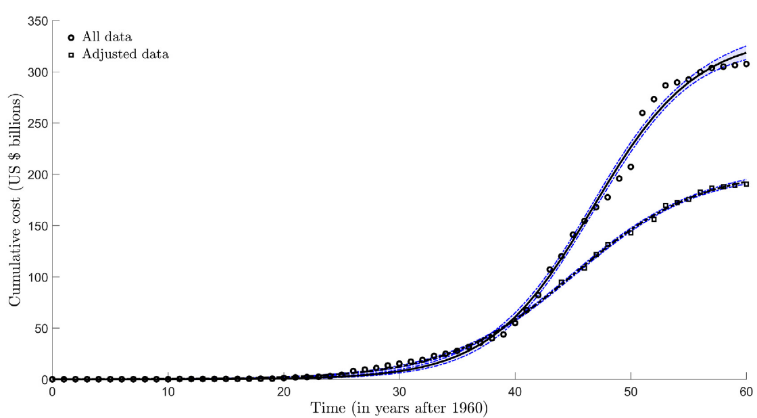 350
All data
Adjusted data
300
250
200
150
100
50
0
Cumulative cost (US $ billions)
0 10 20 30 40 50 60
Time (in years after 1960)